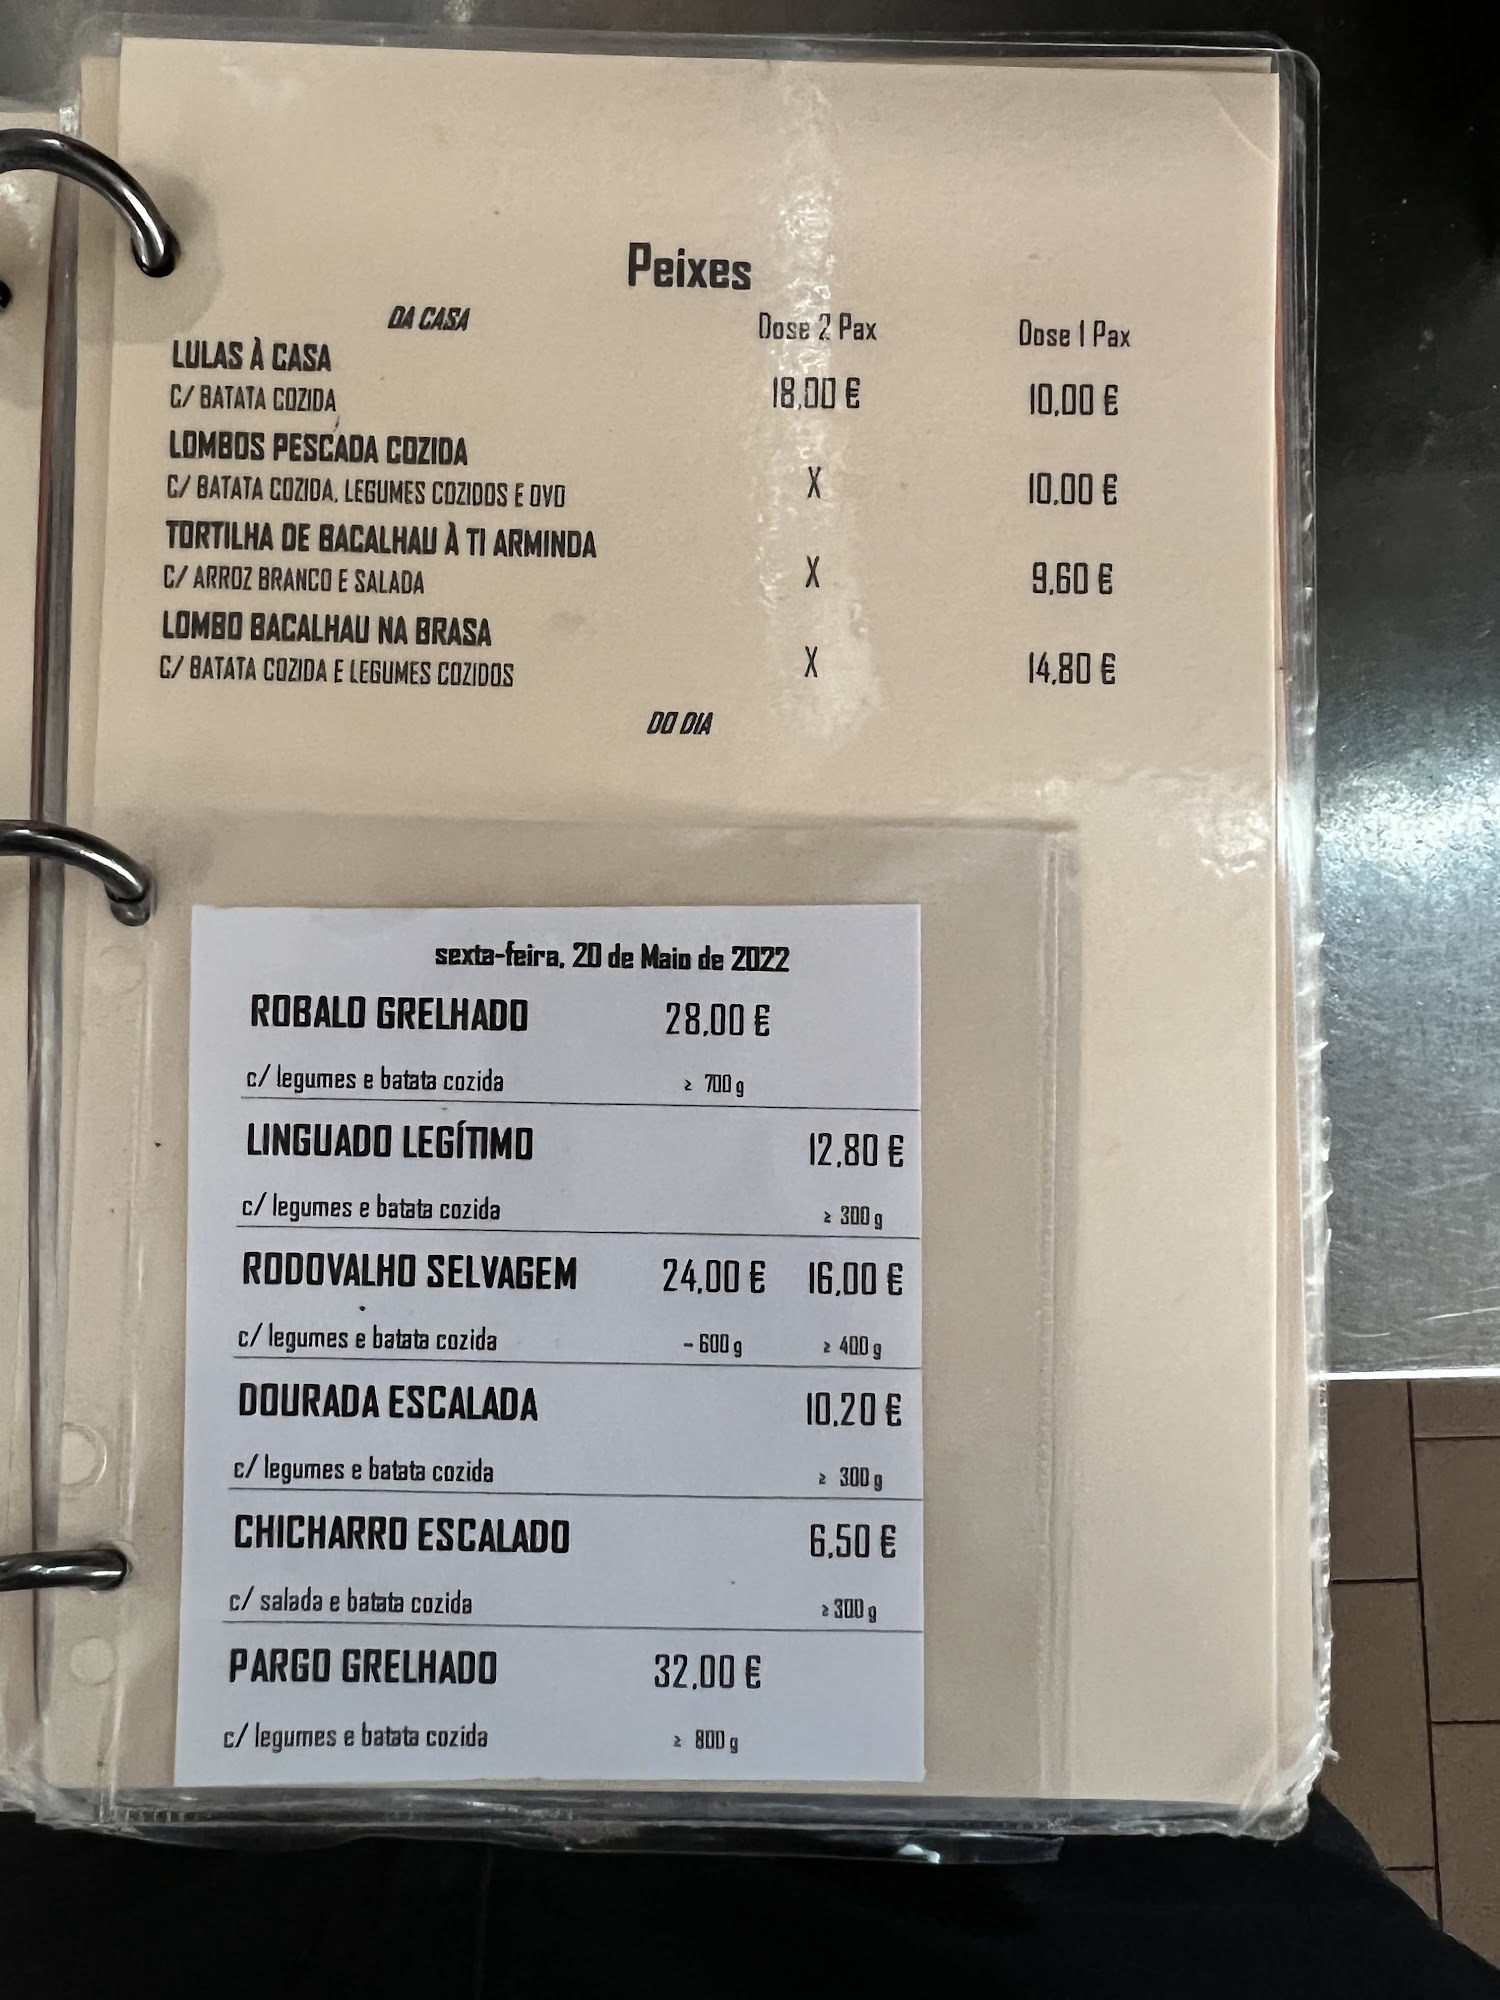 Peixes
DA CASA Dose 2 Pax Dose 1 Pax
LULAS À CASA
C/ BATATA COZIDA 18,00 € 10,00 €
LOMBOS PESCADA COZIDA
C/ BATATA COZIDA, LEGUMES COZIDOS E OVO X 10,00 €
TORTILHA DE BACALHAU À TI ARMINDA
C/ ARROZ BRANCO E SALADA X 9,60 €
LOMBO BACALHAU NA BRASA
C/ BATATA COZIDA E LEGUMES COZIDOS X 14,80 €
DO DIA
sexta-feira, 20 de Maio de 2022
ROBALO GRELHADO 28,00 €
c/ legumes e batata cozida ≥ 700 g
LINGUADO LEGÍTIMO 12,80 €
c/ legumes e batata cozida ≥ 300 g
RODOVALHO SELVAGEM 24,00 € 16,00 €
c/ legumes e batata cozida ~ 600 g ≥ 400 g
DOURADA ESCALADA 10,20 €
c/ legumes e batata cozida ≥ 300 g
CHICHARRO ESCALADO 6,50 €
c/ salada e batata cozida ≥ 300 g
PARGO GRELHADO 32,00 €
c/ legumes e batata cozida ≥ 800 g